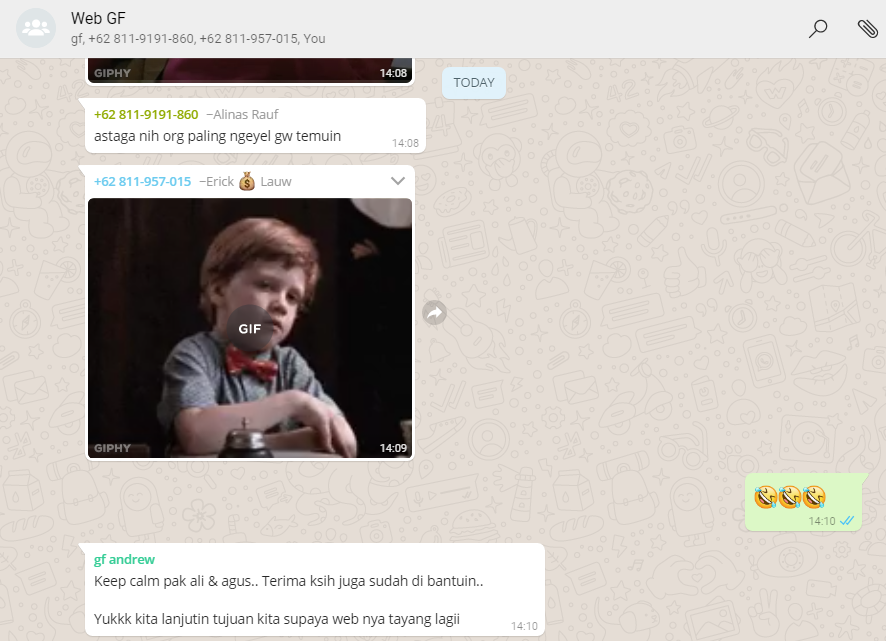 Web GF
gf, +62 811-9191-860, +62 811-957-015, You
GIPHY 14:08
TODAY
+62 811-9191-860 ~Alinas Rauf
astaga nih org paling ngeyel gw temuin
14:08
+62 811-957-015 ~Erick 💰 Lauw
GIF
GIPHY 14:09
🤣🤣🤣
14:10
gf andrew
Keep calm pak ali & agus.. Terima ksih juga sudah di bantuin..
Yukkk kita lanjutin tujuan kita supaya web nya tayang lagii
14:10